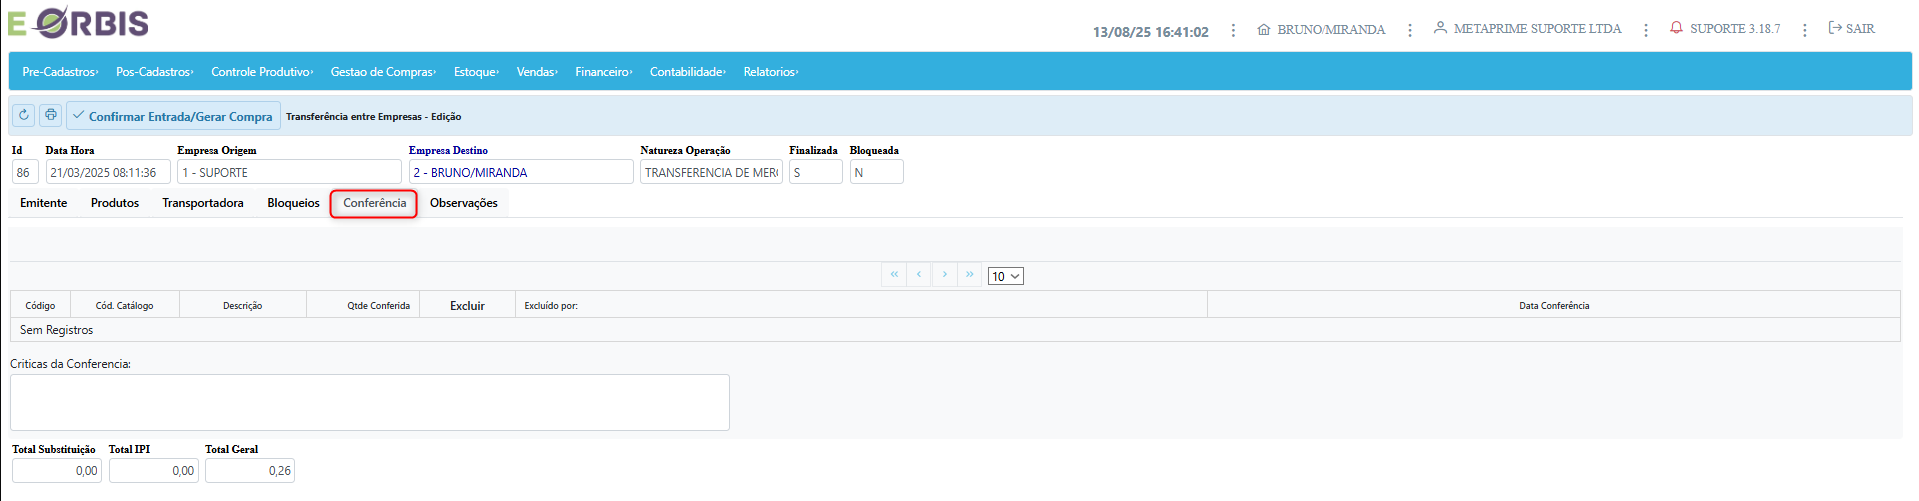 E ORBIS
13/08/25 16:41:02 BRUNO/MIRANDA METAPRIME SUPORTE LTDA SUPORTE 3.18.7 SAIR
Pre-Cadastros Pos-Cadastros Controle Produtivo Gestao de Compras Estoque Vendas Financeiro Contabilidade Relatorios
Confirmar Entrada/Gerar Compra Transferência entre Empresas - Edição
Id Data Hora Empresa Origem Empresa Destino Natureza Operação Finalizada Bloqueada
86 21/03/2025 08:11:36 1 - SUPORTE 2 - BRUNO/MIRANDA TRANSFERENCIA DE MER S N
Emitente Produtos Transportadora Bloqueios Conferência Observações
« ‹ › » 10
Código Cód. Catálogo Descrição Qtde Conferida Excluir Excluído por: Data Conferência
Sem Registros
Criticas da Conferencia:
Total Substituição Total IPI Total Geral
0,00 0,00 0,26